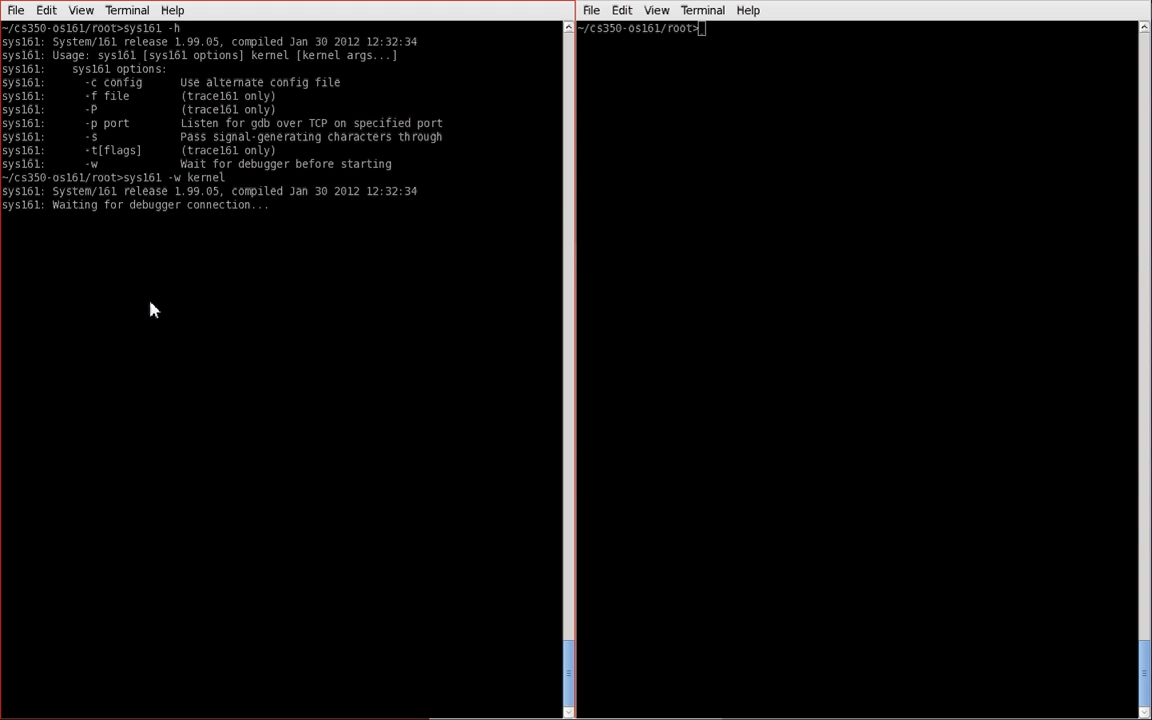 File Edit View Terminal Help
~/cs350-os161/root>sys161 -h
sys161: System/161 release 1.99.05, compiled Jan 30 2012 12:32:34
sys161: Usage: sys161 [sys161 options] kernel [kernel args...]
sys161:    sys161 options:
sys161:      -c config      Use alternate config file
sys161:      -f file        (trace161 only)
sys161:      -P             (trace161 only)
sys161:      -p port        Listen for gdb over TCP on specified port
sys161:      -s             Pass signal-generating characters through
sys161:      -t[flags]      (trace161 only)
sys161:      -w             Wait for debugger before starting
~/cs350-os161/root>sys161 -w kernel
sys161: System/161 release 1.99.05, compiled Jan 30 2012 12:32:34
sys161: Waiting for debugger connection...
File Edit View Terminal Help
~/cs350-os161/root>